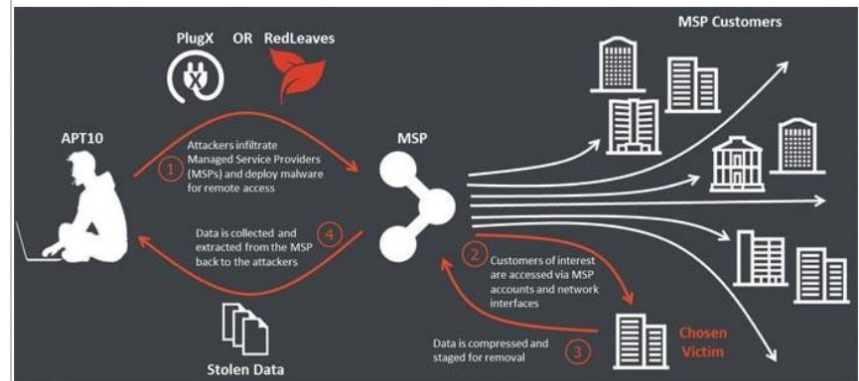 PlugX OR RedLeaves
MSP Customers
APT10
MSP
1
Attackers infiltrate
Managed Service Providers
(MSPs) and deploy malware
for remote access
Data is collected and
extracted from the MSP
back to the attackers
4
Stolen Data
2
Customers of interest
are accessed via MSP
accounts and network
interfaces
Data is compressed and
staged for removal
3
Chosen
Victim
X